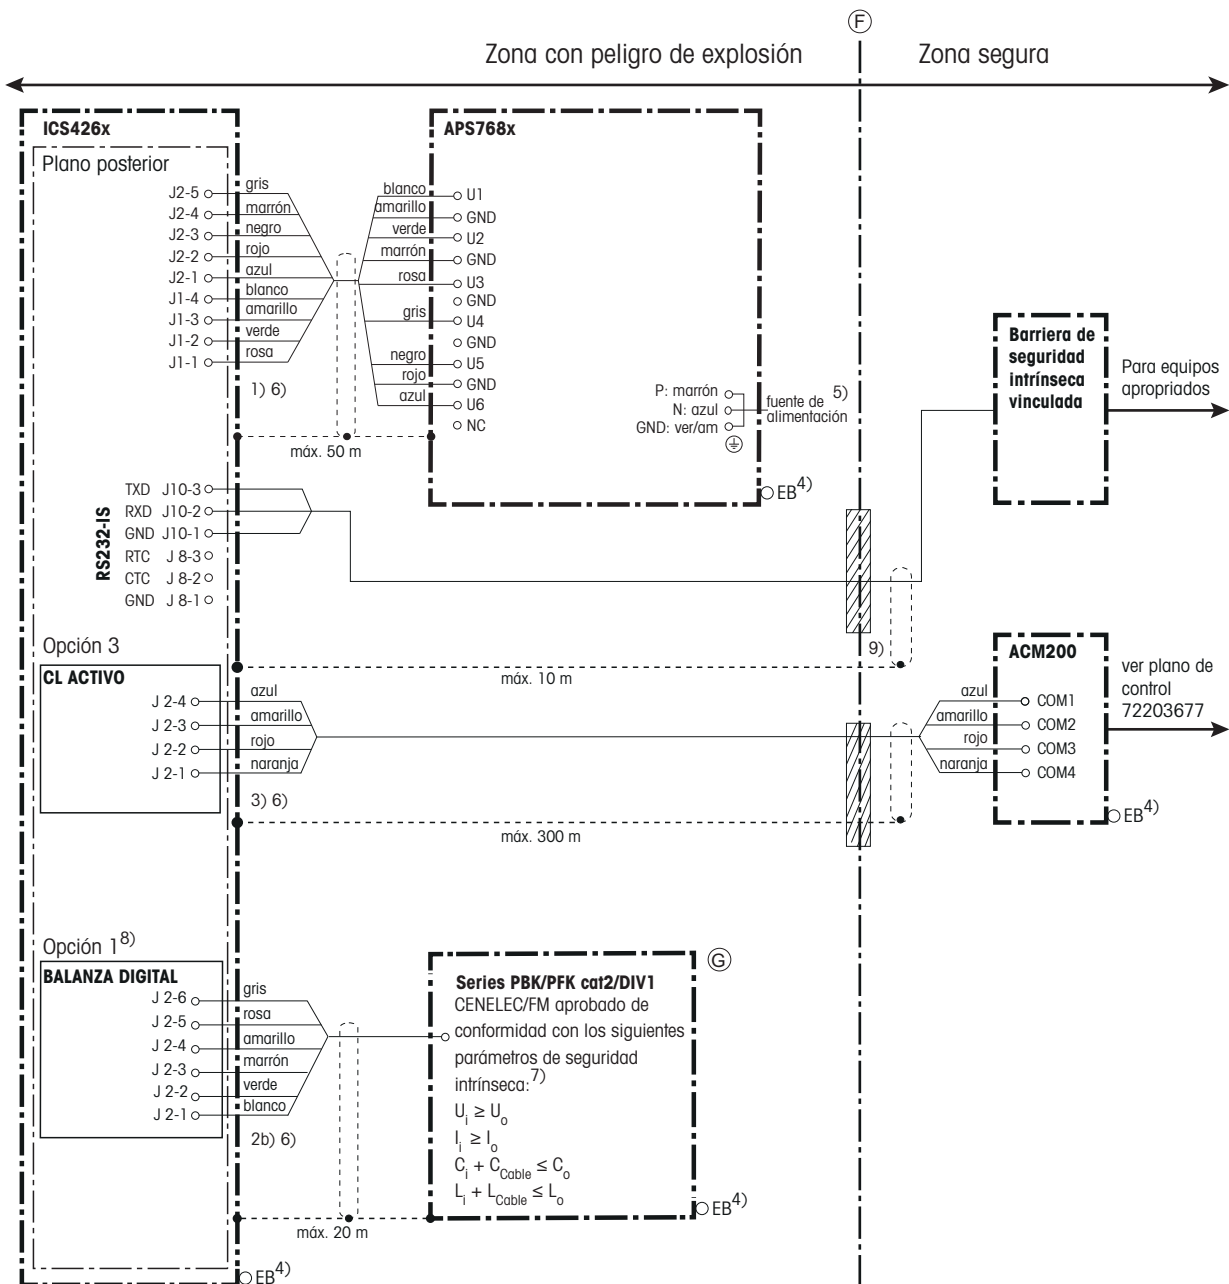 F
Zona con peligro de explosión
Zona segura
ICS426x
Plano posterior
J2-5 gris
J2-4 marrón
J2-3 negro
J2-2 rojo
J2-1 azul
J1-4 blanco
J1-3 amarillo
J1-2 verde
J1-1 rosa
1) 6)
máx. 50 m
APS768x
blanco U1
amarillo GND
verde U2
marrón GND
rosa U3
GND
gris U4
GND
negro U5
rojo GND
azul U6
NC
P: marrón
N: azul
GND: ver/am
fuente de alimentación 5)
EB4)
Barriera de
seguridad
intrínseca
vinculada
Para equipos
apropriados
RS232-IS
TXD J10-3
RXD J10-2
GND J10-1
RTC J 8-3
CTC J 8-2
GND J 8-1
9)
máx. 10 m
Opción 3
CL ACTIVO
J 2-4 azul
J 2-3 amarillo
J 2-2 rojo
J 2-1 naranja
3) 6)
máx. 300 m
ACM200
azul COM1
amarillo COM2
rojo COM3
naranja COM4
EB4)
ver plano de
control
72203677
Opción 18)
BALANZA DIGITAL
J 2-6 gris
J 2-5 rosa
J 2-4 amarillo
J 2-3 marrón
J 2-2 verde
J 2-1 blanco
2b) 6)
máx. 20 m
G
Series PBK/PFK cat2/DIV1
CENELEC/FM aprobado de
conformidad con los siguientes
parámetros de seguridad
intrínseca:7)
Ui ≥ Uo
Ii ≥ Io
Ci + CCable ≤ Co
Li + LCable ≤ Lo
EB4)
EB4)